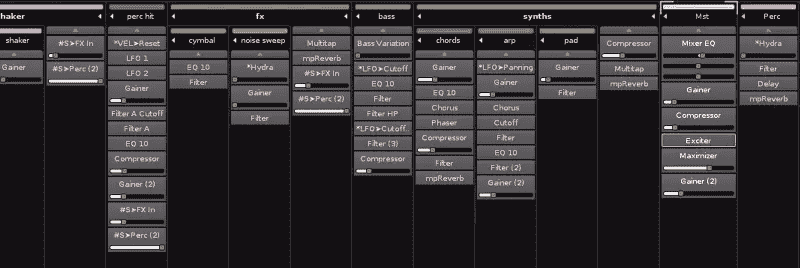 haker
perc hit
fx
bass
synths
Mst
Perc
shaker
Gainer
#S➤FX In
#S➤Perc (2)
*VEL➤Reset
LFO 1
LFO 2
Gainer
Filter A Cutoff
Filter A
EQ 10
Compressor
Gainer (2)
#S➤FX In
#S➤Perc (2)
cymbal
EQ 10
Filter
noise sweep
*Hydra
Gainer
Filter
Multitap
mpReverb
#S➤FX In
#S➤Perc (2)
Bass Variation
*LFO➤Cutoff
EQ 10
Filter
Filter HP
*LFO➤Cutoff..
Filter (3)
Compressor
chords
Gainer
EQ 10
Chorus
Phaser
Compressor
Filter
mpReverb
arp
*LFO➤Panning
Gainer
Chorus
Cutoff
Filter
EQ 10
Filter (2)
Gainer (2)
pad
Gainer
Filter
Compressor
Multitap
mpReverb
Mixer EQ
Gainer
Compressor
Exciter
Maximizer
Gainer (2)
*Hydra
Filter
Delay
mpReverb